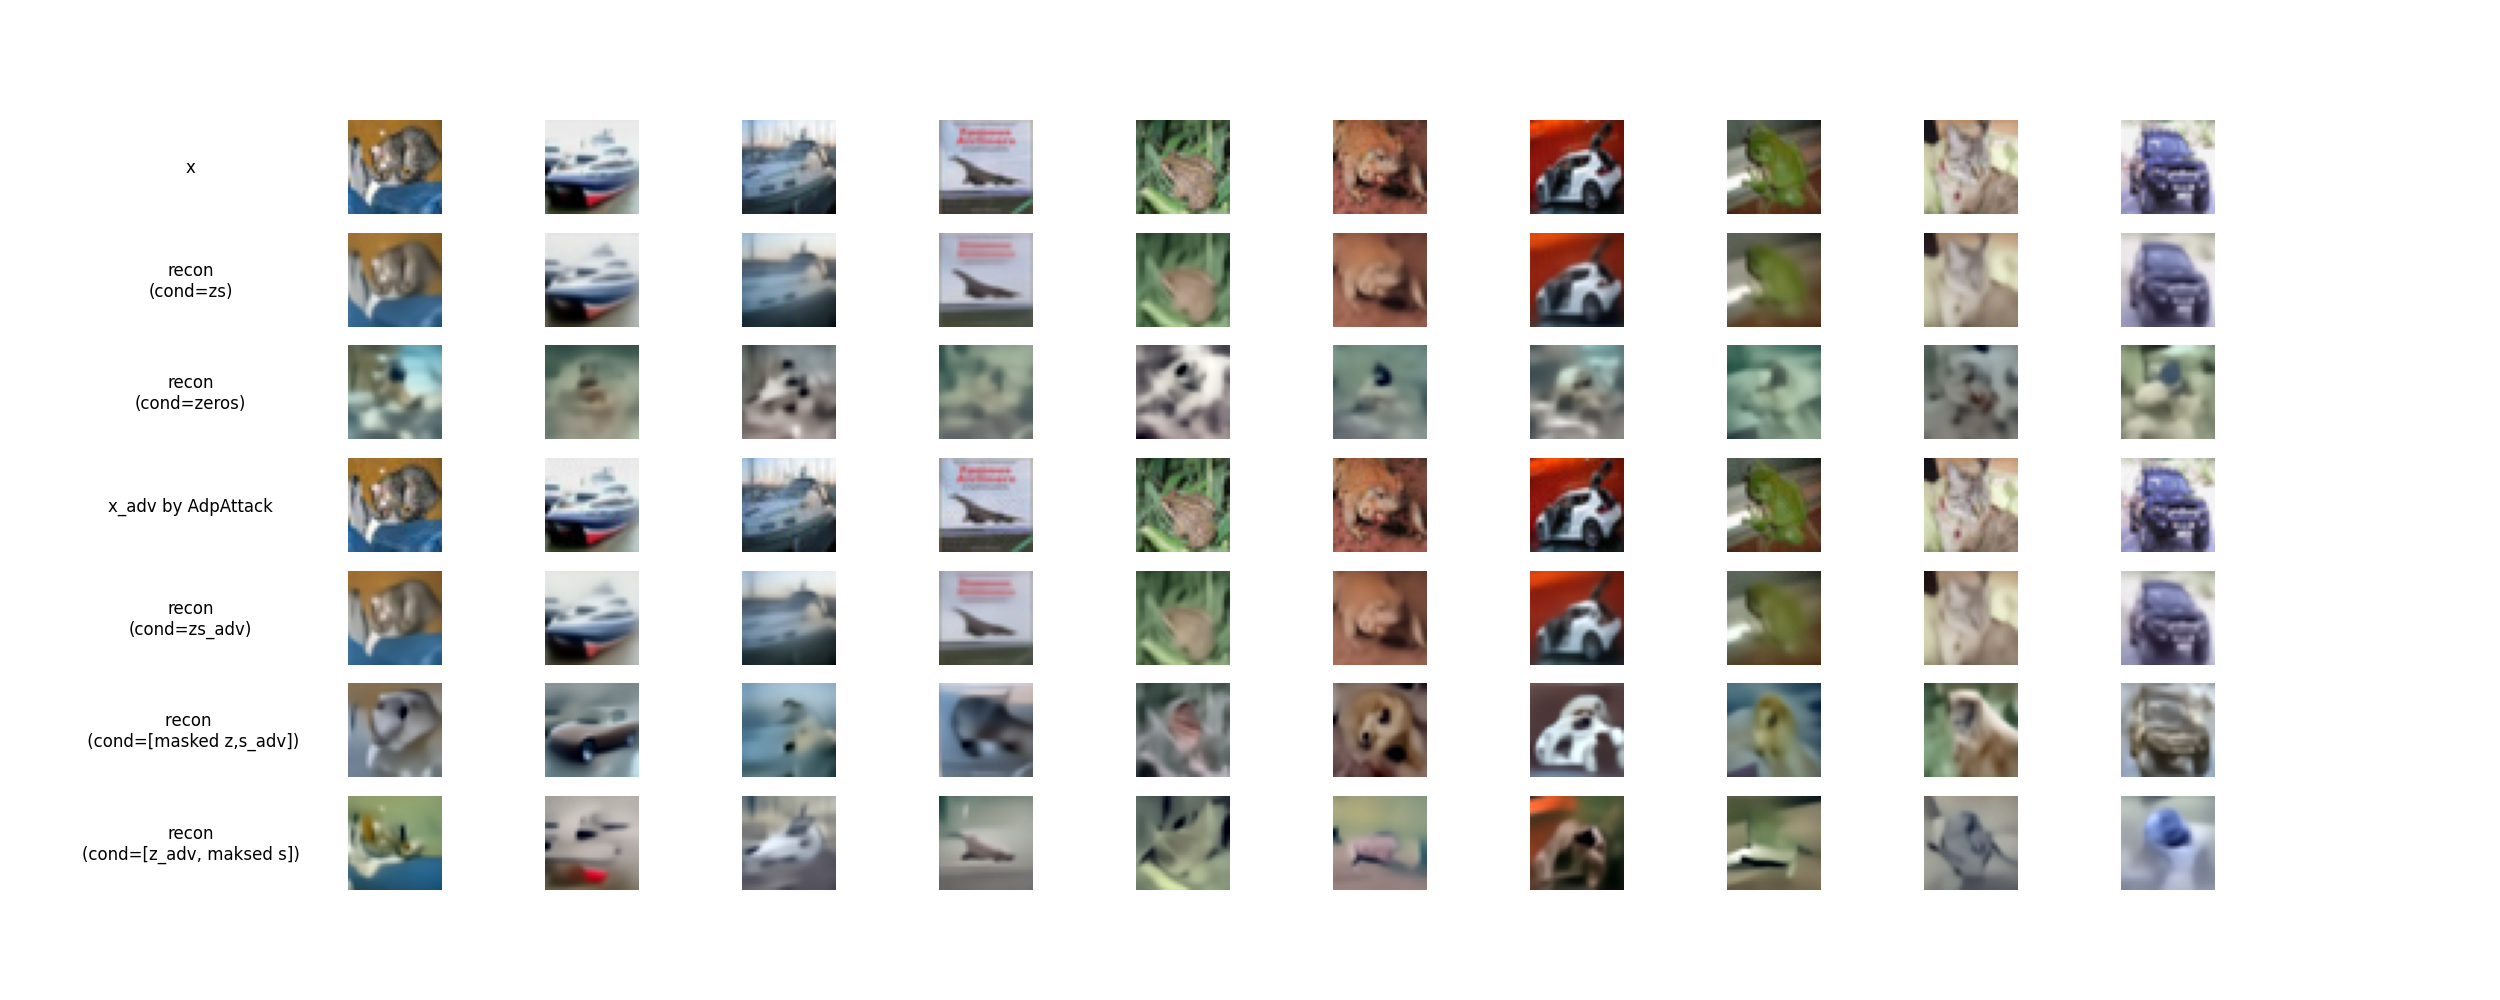 x
recon
(cond=zs)
recon
(cond=zeros)
x_adv by AdpAttack
recon
(cond=zs_adv)
recon
(cond=[masked z,s_adv])
recon
(cond=[z_adv, maksed s])